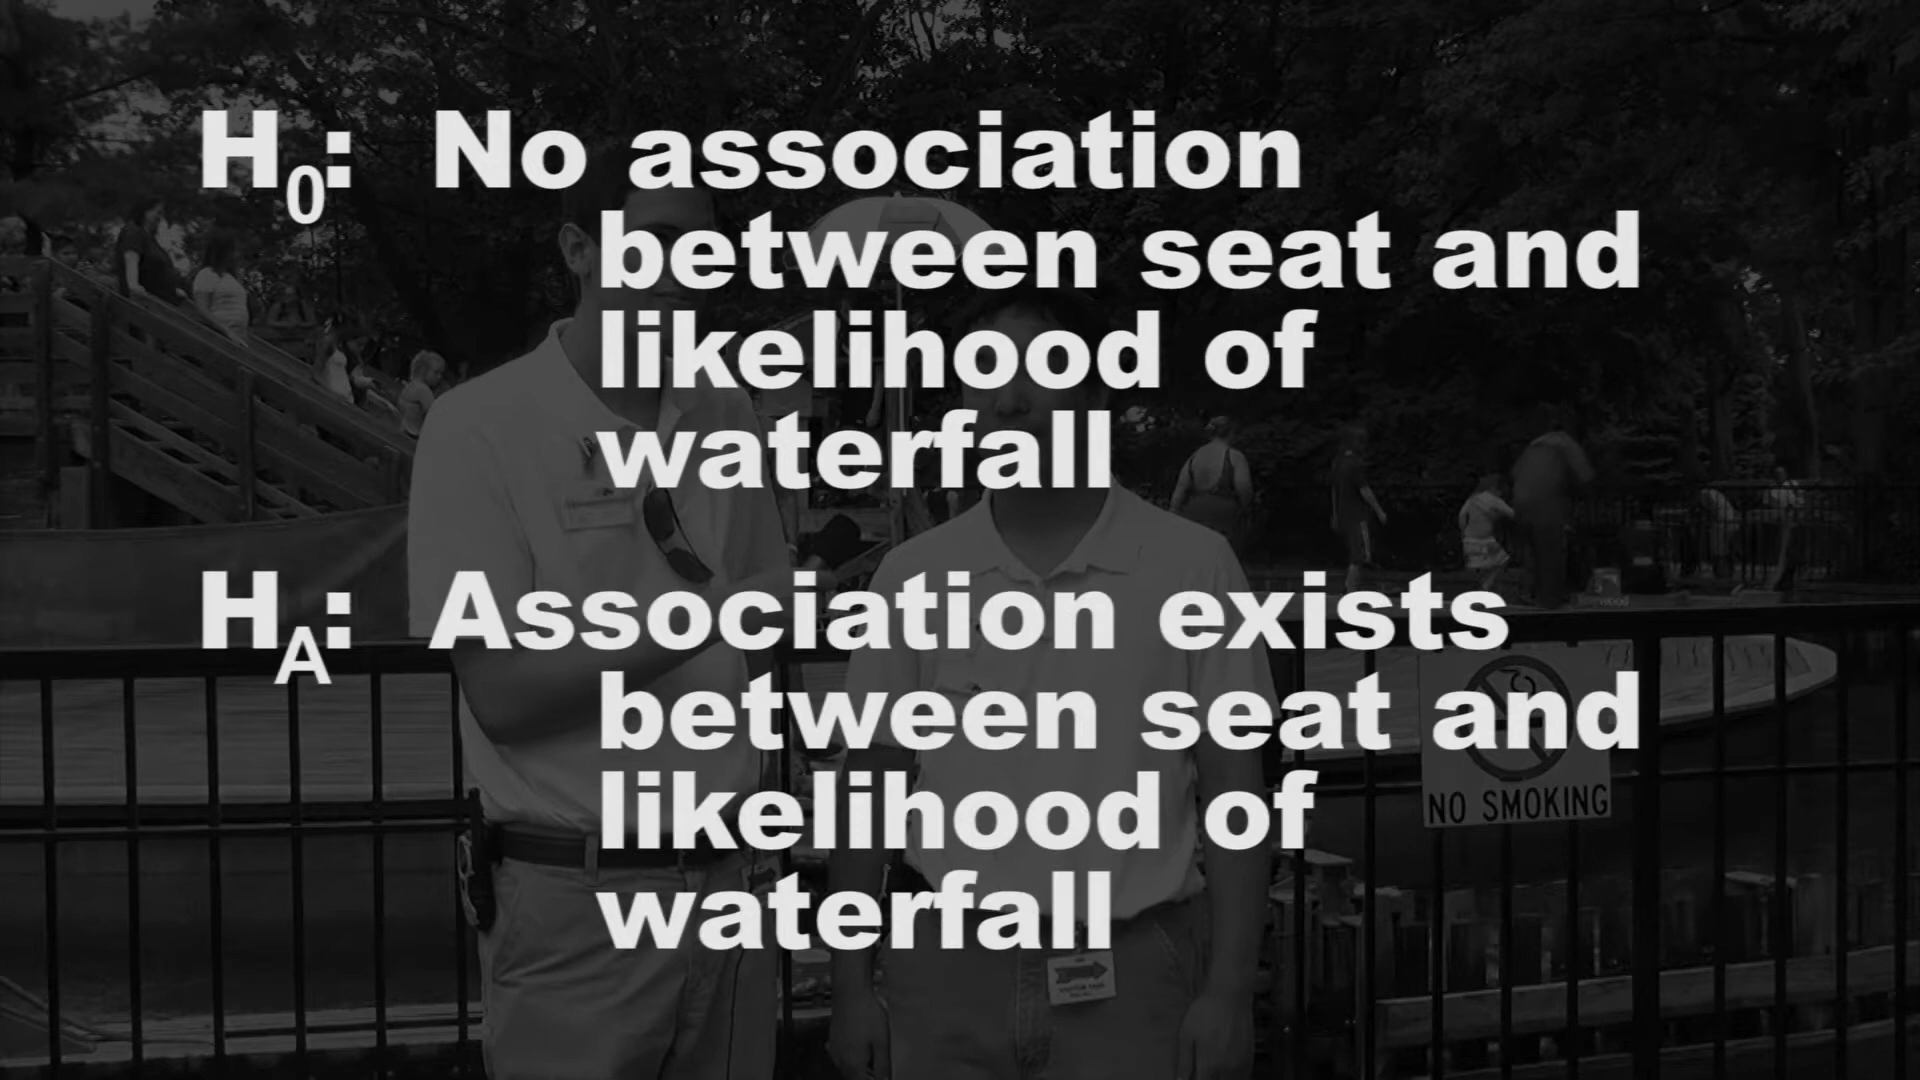 H0: No association
between seat and
likelihood of
waterfall
HA: Association exists
between seat and
likelihood of
waterfall
NO SMOKING